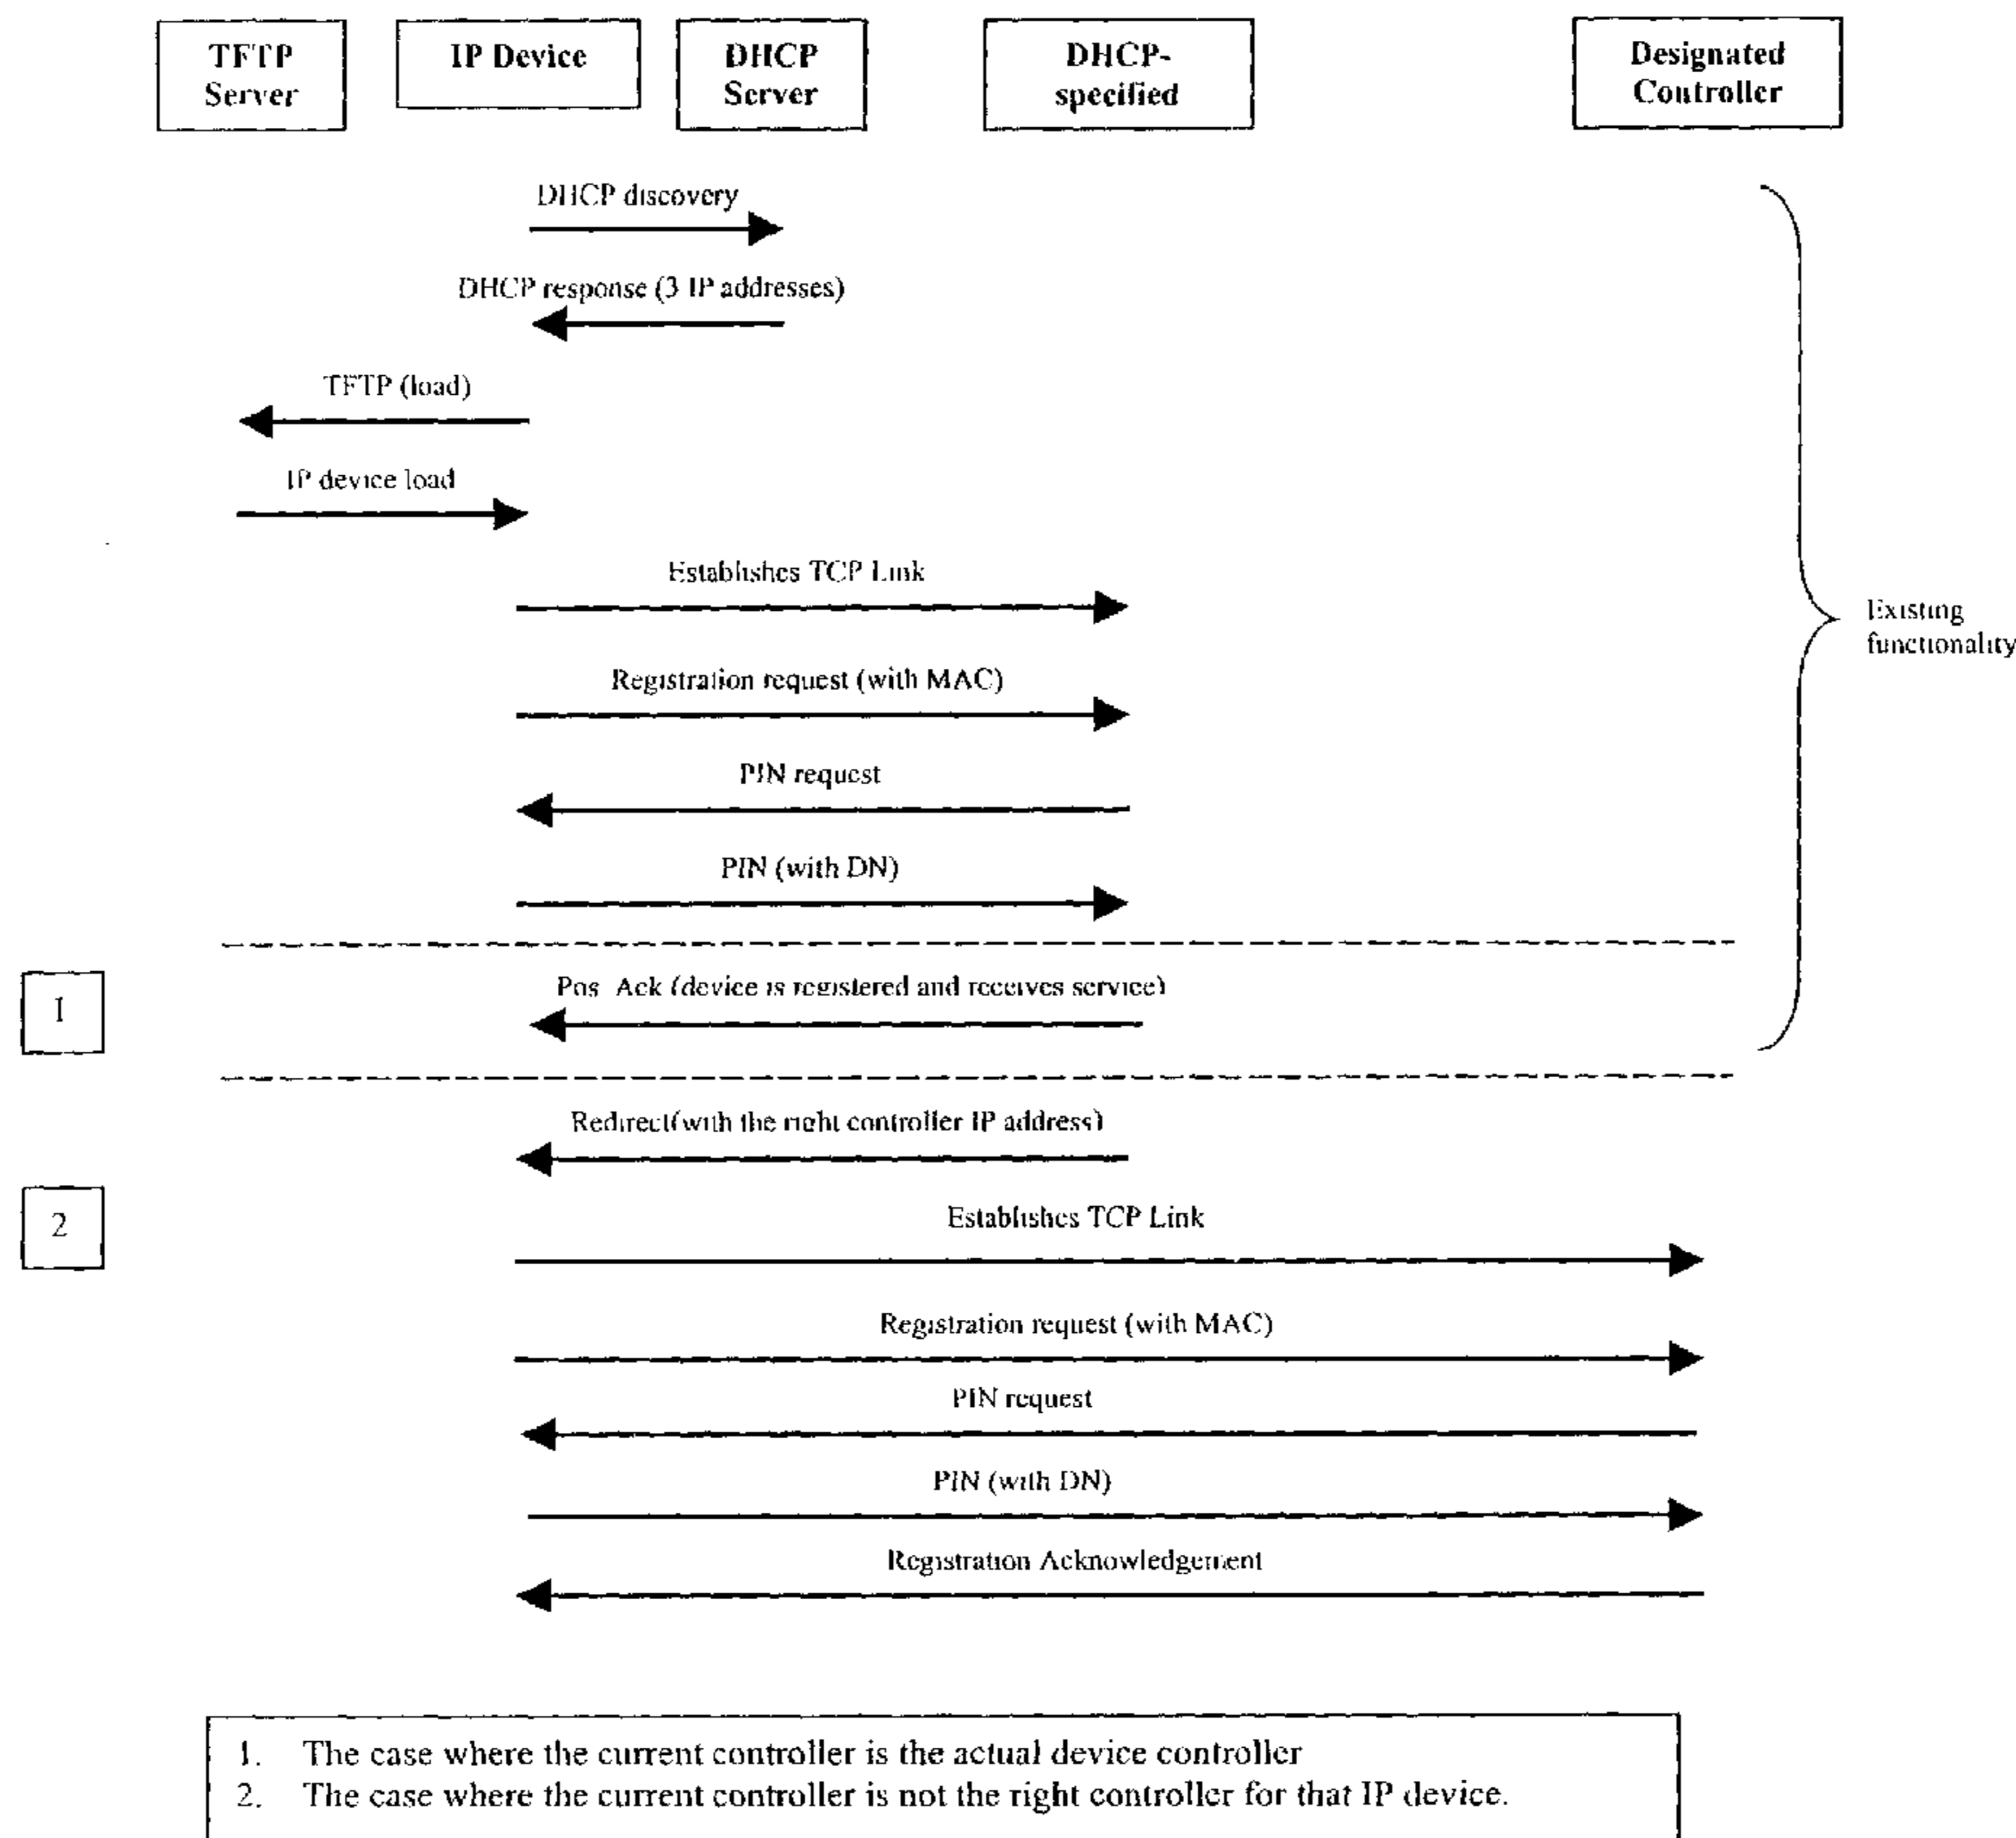 TFTP
Server
IP Device
DHCP
Server
DHCP-
specified
Designated
Controller
DHCP discovery
DHCP response (3 IP addresses)
TFTP (load)
IP device load
Establishes TCP Link
Existing
functionality
Registration request (with MAC)
PIN request
PIN (with DN)
1
Pos Ack (device is registered and receives service)
Redirect(with the right controller IP address)
2
Establishes TCP Link
Registration request (with MAC)
PIN request
PIN (with DN)
Registration Acknowledgement
1. The case where the current controller is the actual device controller
2. The case where the current controller is not the right controller for that IP device.